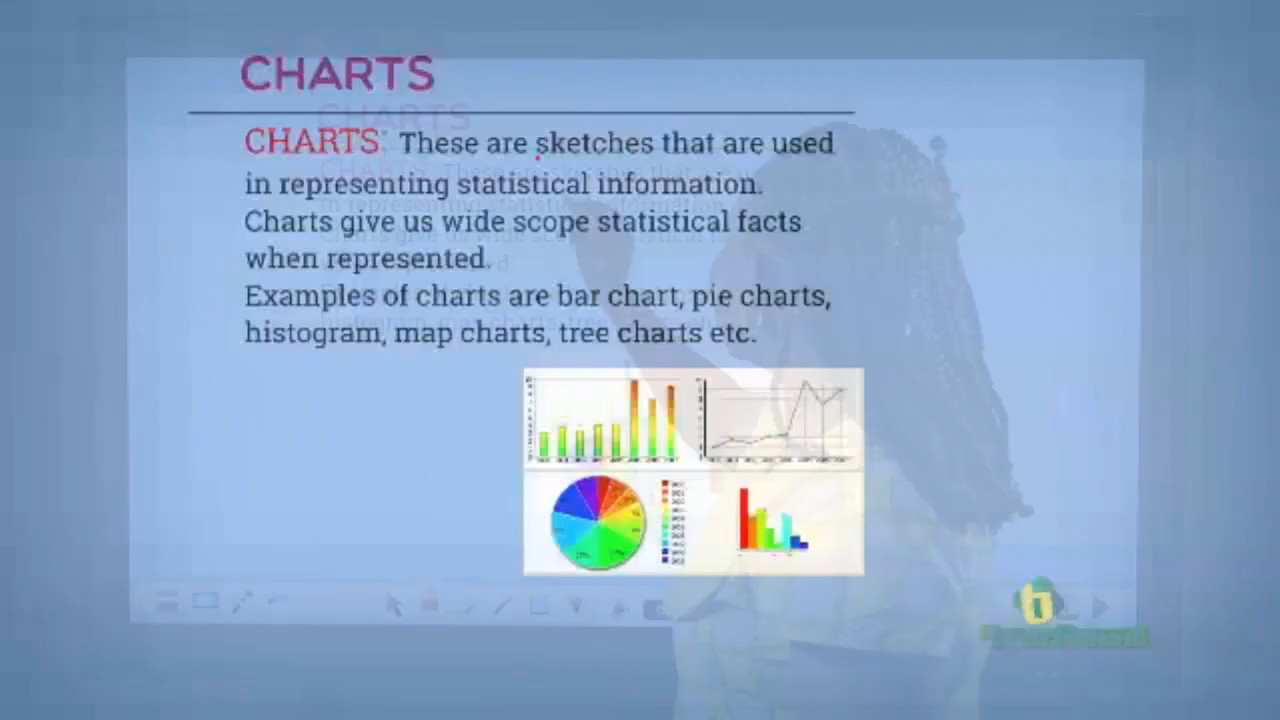 CHARTS
CHARTS: These are sketches that are used
in representing statistical information.
Charts give us wide scope statistical facts
when represented.
Examples of charts are bar chart, pie charts,
histogram, map charts, tree charts etc.